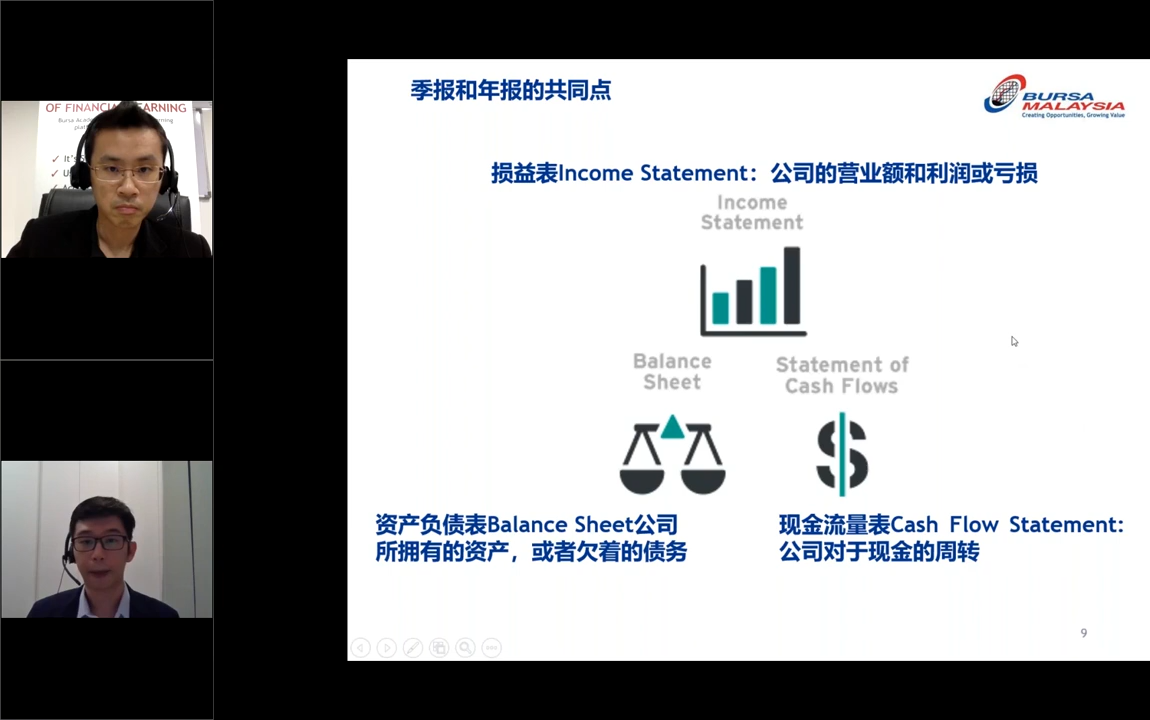 OF FINANCIAL LEARNING
Bursa Aca
✓ It's
季报和年报的共同点
BURSA
MALAYSIA
Creating Opportunities, Growing Value
损益表Income Statement：公司的营业额和利润或亏损
Income
Statement
Balance
Sheet
Statement of
Cash Flows
资产负债表Balance Sheet公司
所拥有的资产，或者欠着的债务
现金流量表Cash Flow Statement:
公司对于现金的周转
9